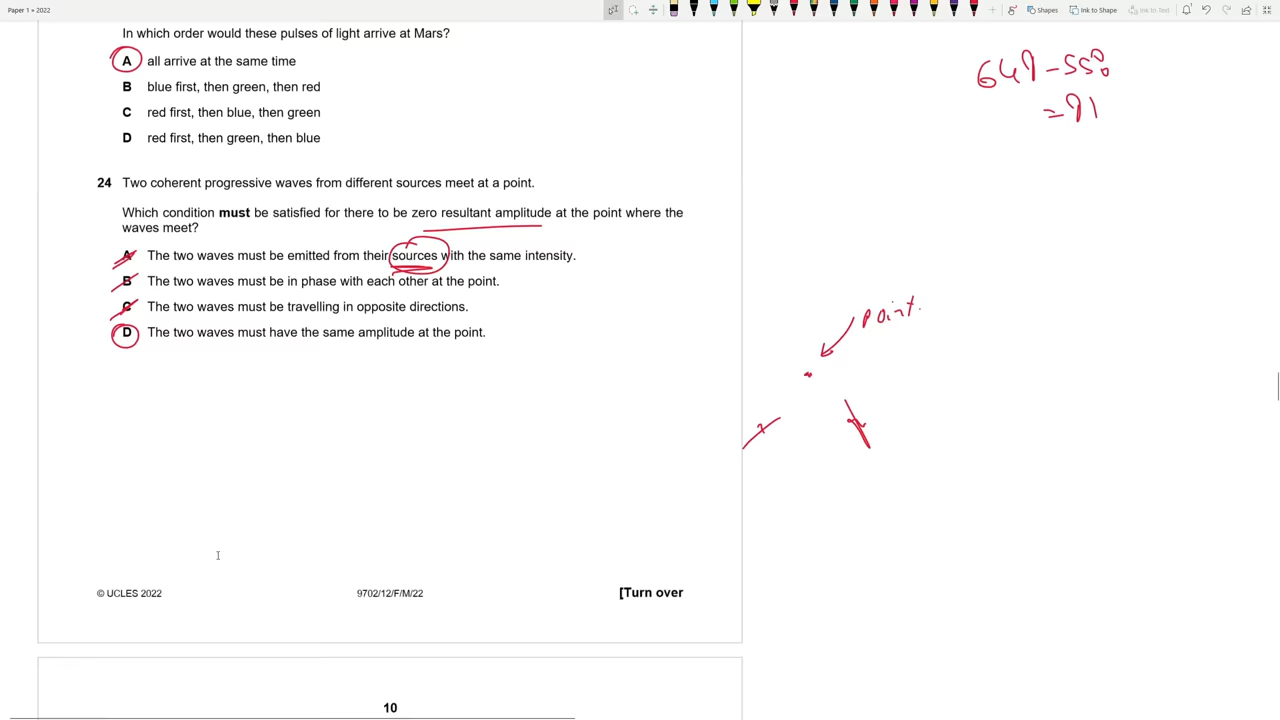 Paper 1 » 2022
Shapes
Ink to Shape
Ink to Text
In which order would these pulses of light arrive at Mars?
A all arrive at the same time
B blue first, then green, then red
C red first, then blue, then green
D red first, then green, then blue
649 - 558
= 91
24 Two coherent progressive waves from different sources meet at a point.
Which condition must be satisfied for there to be zero resultant amplitude at the point where the
waves meet?
A The two waves must be emitted from their sources with the same intensity.
B The two waves must be in phase with each other at the point.
C The two waves must be travelling in opposite directions.
D The two waves must have the same amplitude at the point.
point.
© UCLES 2022
9702/12/F/M/22
[Turn over
10